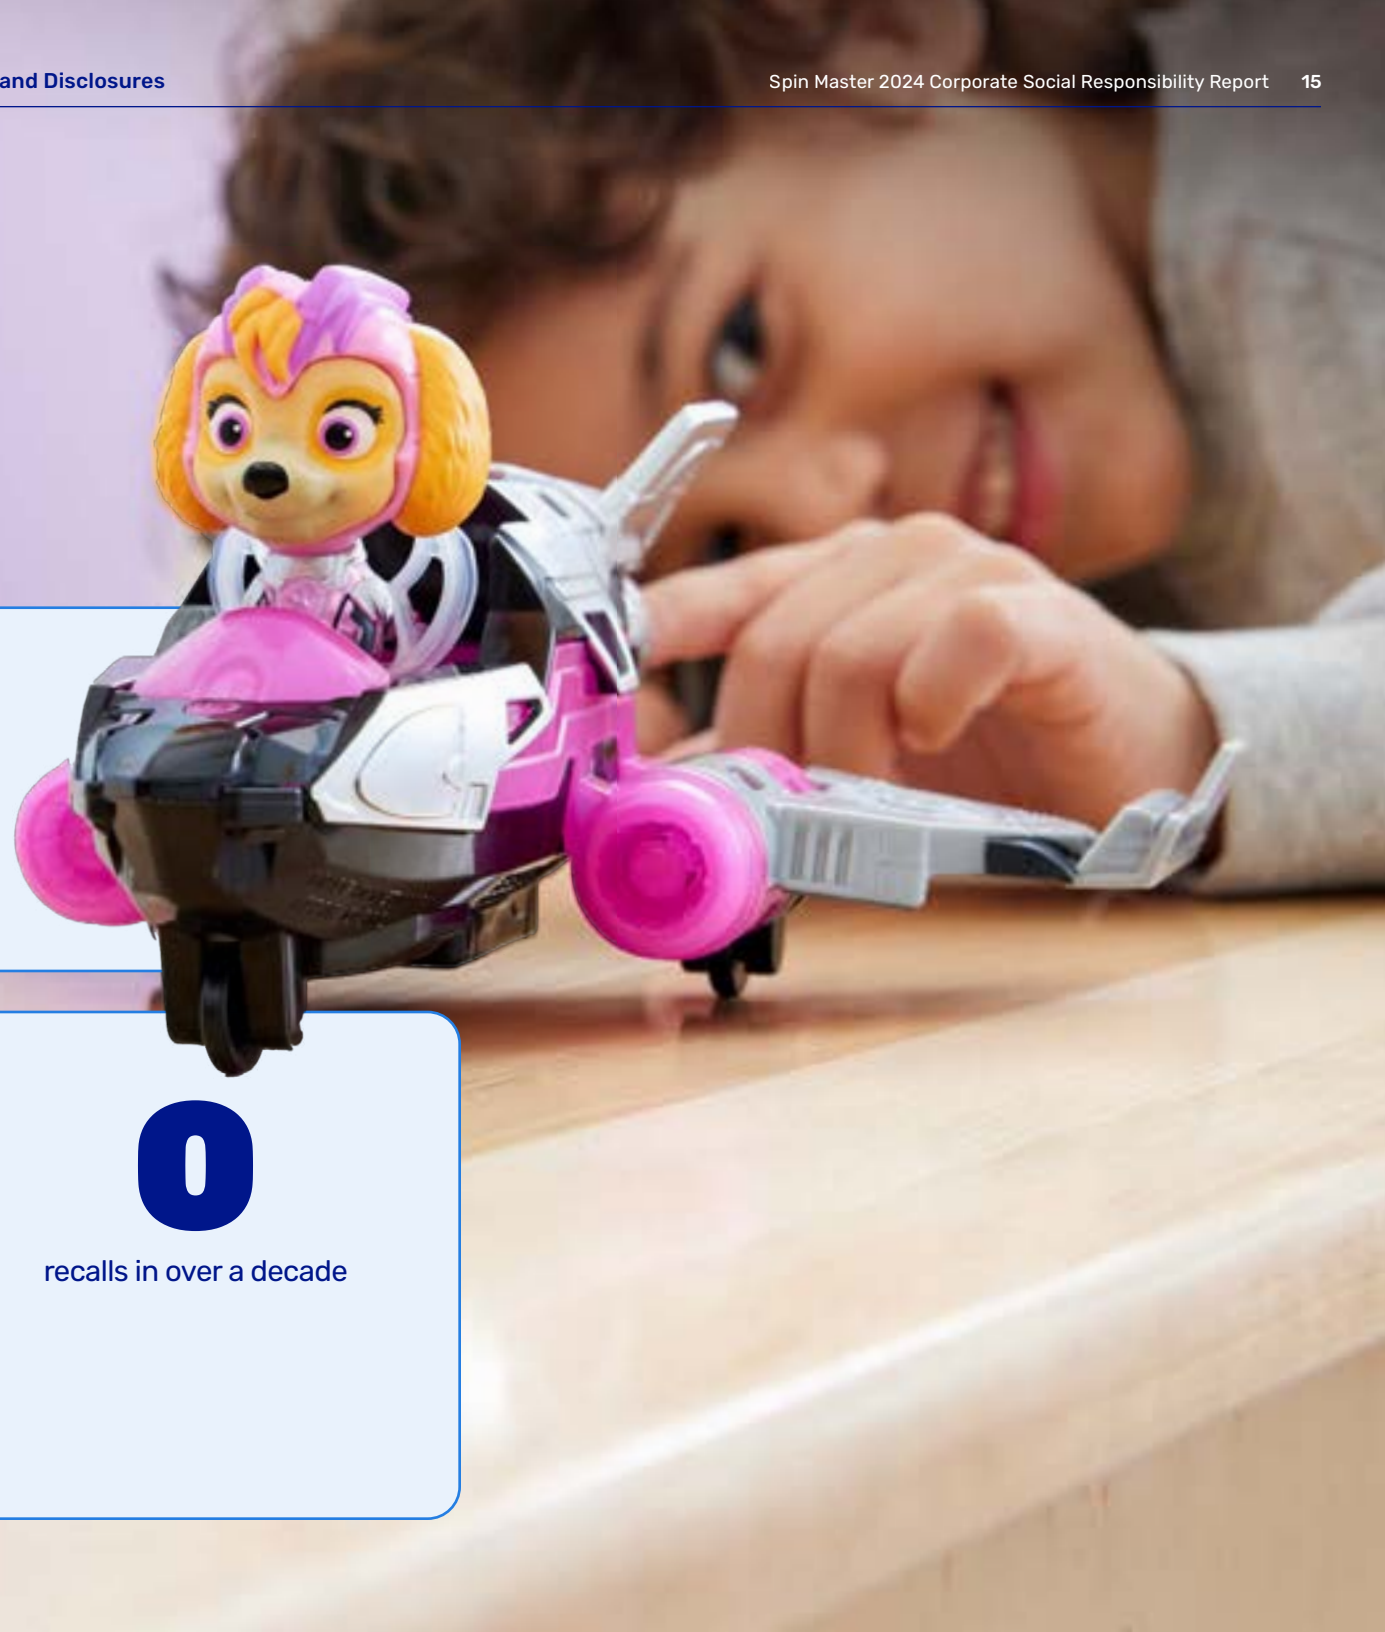 and Disclosures
Spin Master 2024 Corporate Social Responsibility Report 15
0
recalls in over a decade